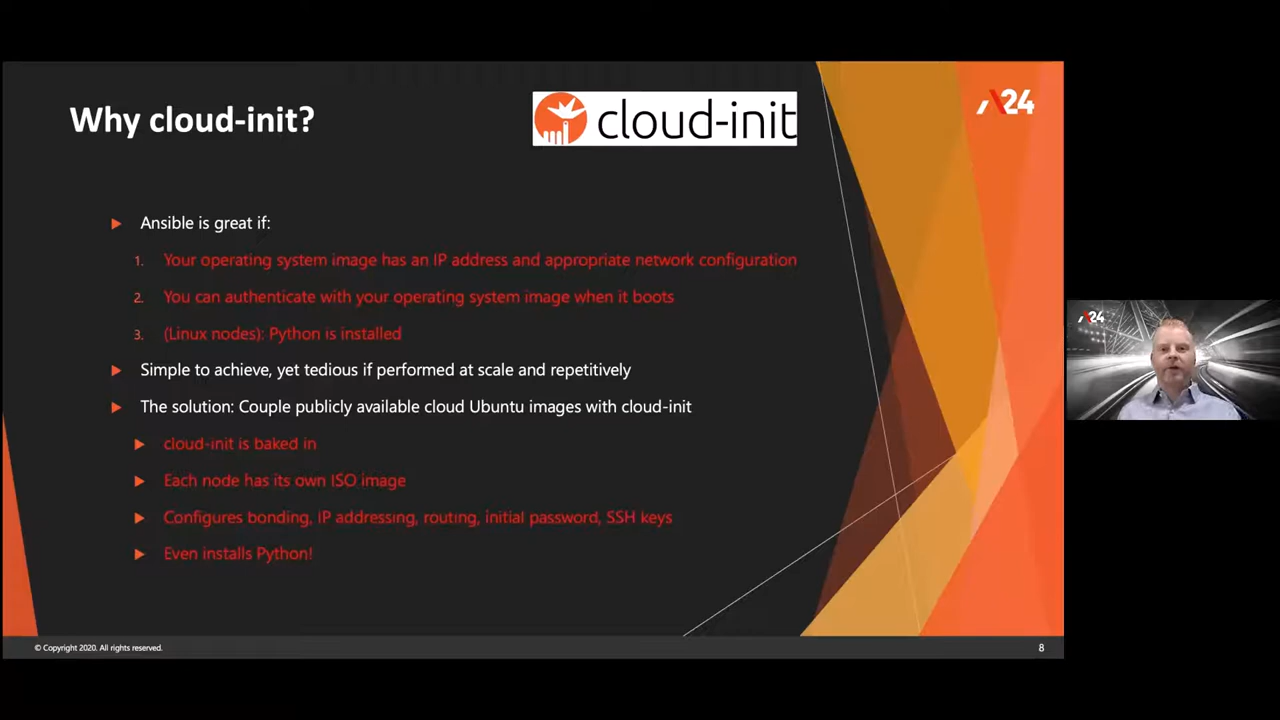 Why cloud-init?
cloud-init
X24
Ansible is great if:
1. Your operating system image has an IP address and appropriate network configuration
2. You can authenticate with your operating system image when it boots
3. (Linux nodes): Python is installed
Simple to achieve, yet tedious if performed at scale and repetitively
The solution: Couple publicly available cloud Ubuntu images with cloud-init
cloud-init is baked in
Each node has its own ISO image
Configures bonding, IP addressing, routing, initial password, SSH keys
Even installs Python!
X24
© Copyright 2020. All rights reserved.
8